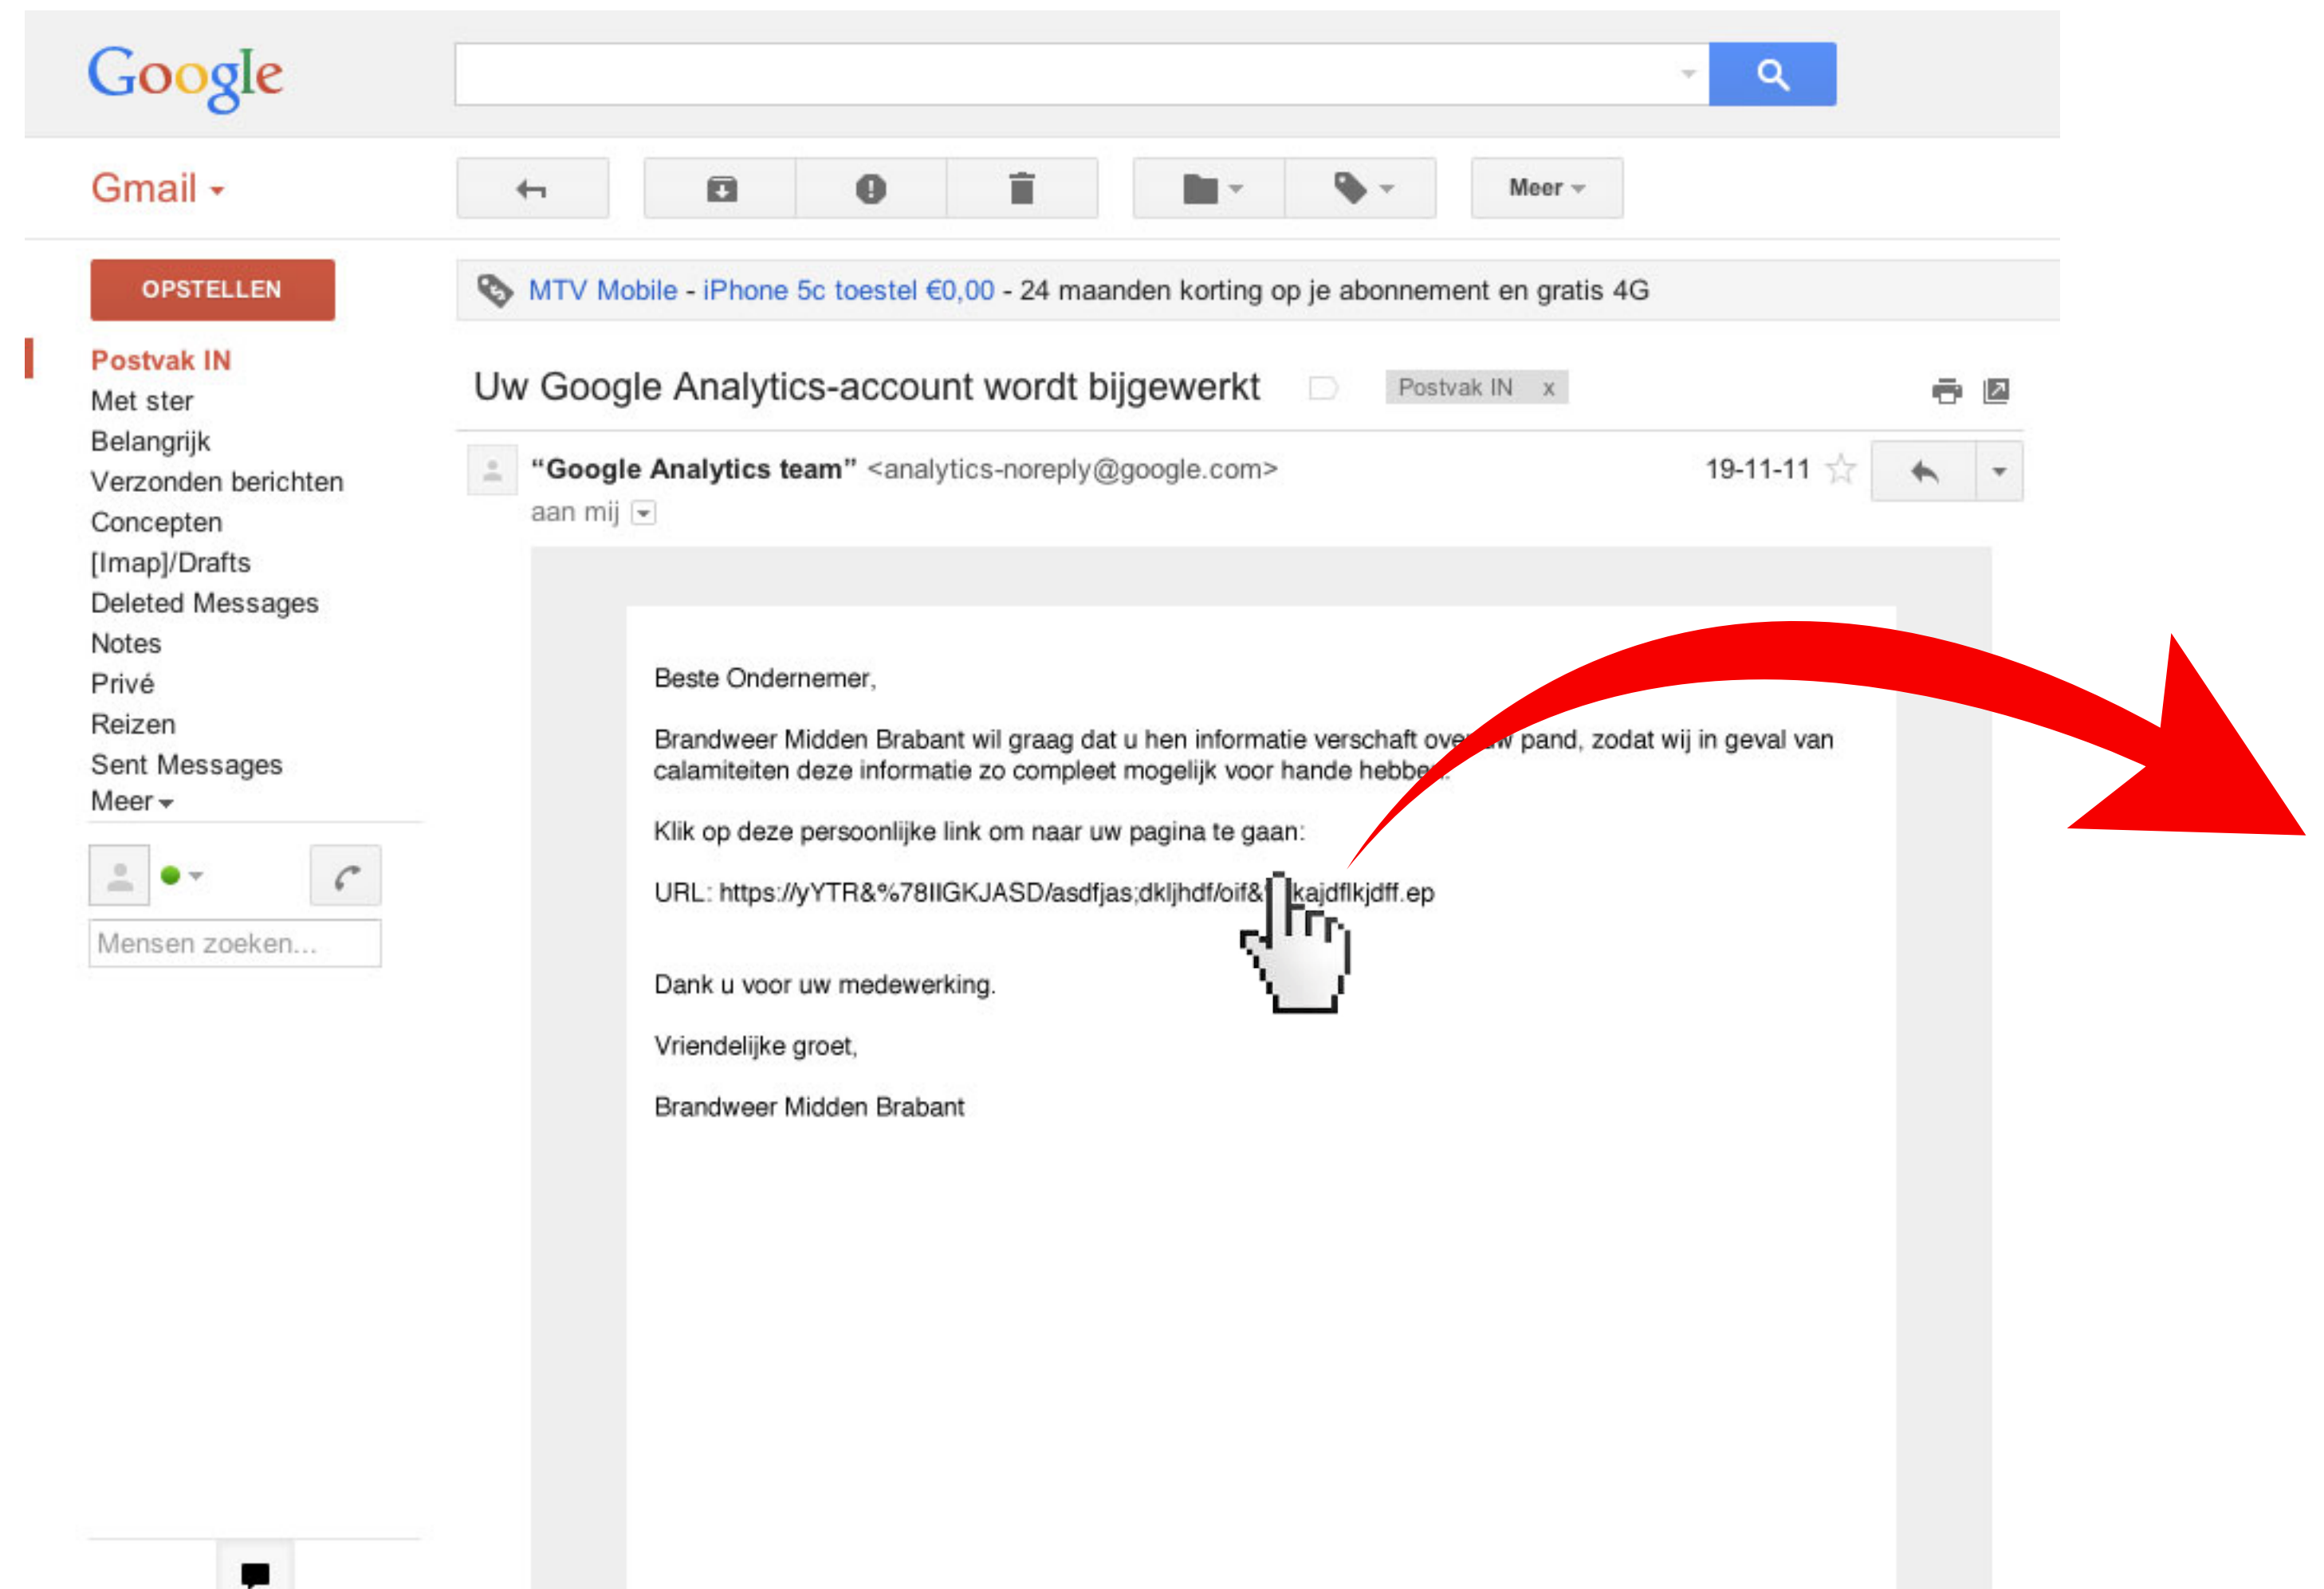 Google
Gmail
Meer
OPSTELLEN
MTV Mobile - iPhone 5c toestel €0,00 - 24 maanden korting op je abonnement en gratis 4G
Postvak IN
Met ster
Belangrijk
Verzonden berichten
Concepten
[Imap]/Drafts
Deleted Messages
Notes
Privé
Reizen
Sent Messages
Meer
Mensen zoeken...
Uw Google Analytics-account wordt bijgewerkt
Postvak IN x
“Google Analytics team” <analytics-noreply@google.com>
19-11-11
aan mij
Beste Ondernemer,
Brandweer Midden Brabant wil graag dat u hen informatie verschaft over uw pand, zodat wij in geval van
calamiteiten deze informatie zo compleet mogelijk voor hande hebben.
Klik op deze persoonlijke link om naar uw pagina te gaan:
URL: https://yYTR&%78IIGKJASD/asdfjas;dkljhdf/oif& kajdflkjdff.ep
Dank u voor uw medewerking.
Vriendelijke groet,
Brandweer Midden Brabant